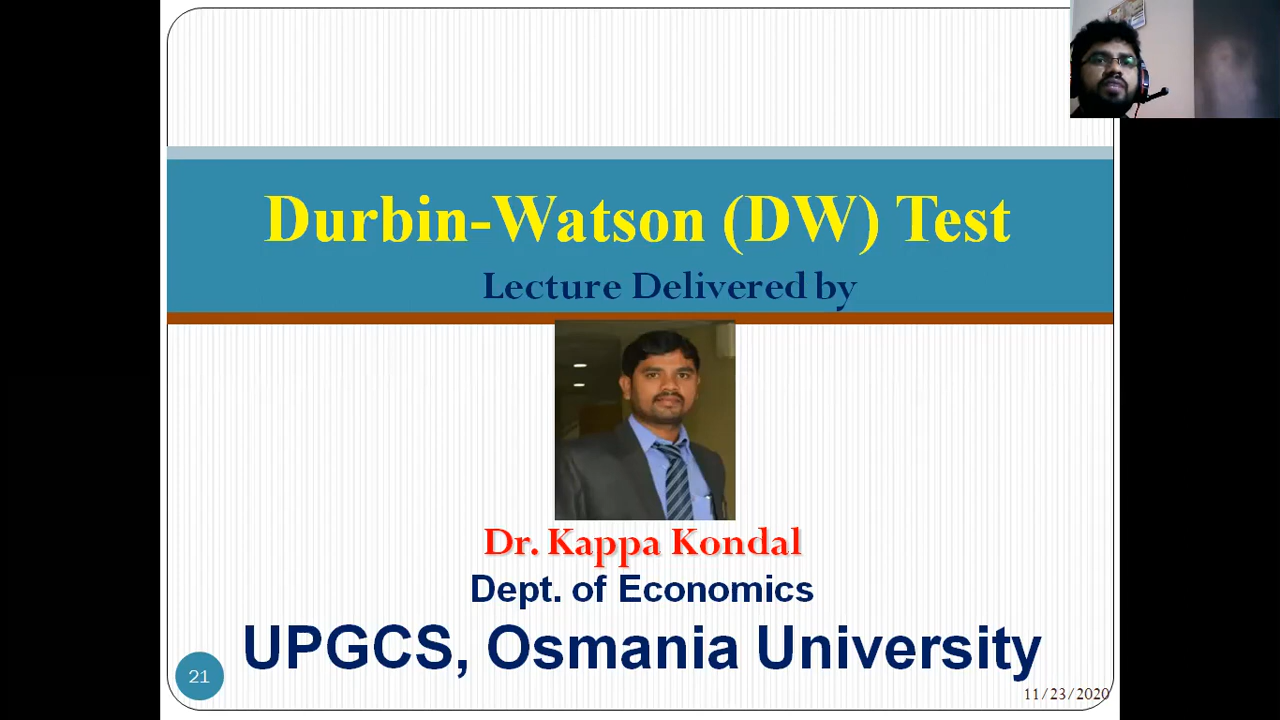 Durbin-Watson (DW) Test
Lecture Delivered by
Dr. Kappa Kondal
Dept. of Economics
UPGCS, Osmania University
21
11/23/2020